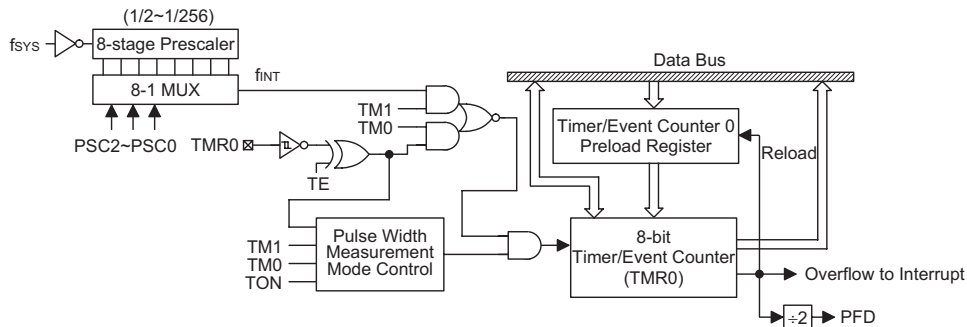 (1/2~1/256)
fSYS
8-stage Prescaler
8-1 MUX
PSC2~PSC0
fINT
TM1
TM0
TMR0
TE
TM1
TM0
TON
Pulse Width
Measurement
Mode Control
Data Bus
Timer/Event Counter 0
Preload Register
Reload
8-bit
Timer/Event Counter
(TMR0)
Overflow to Interrupt
÷2
PFD